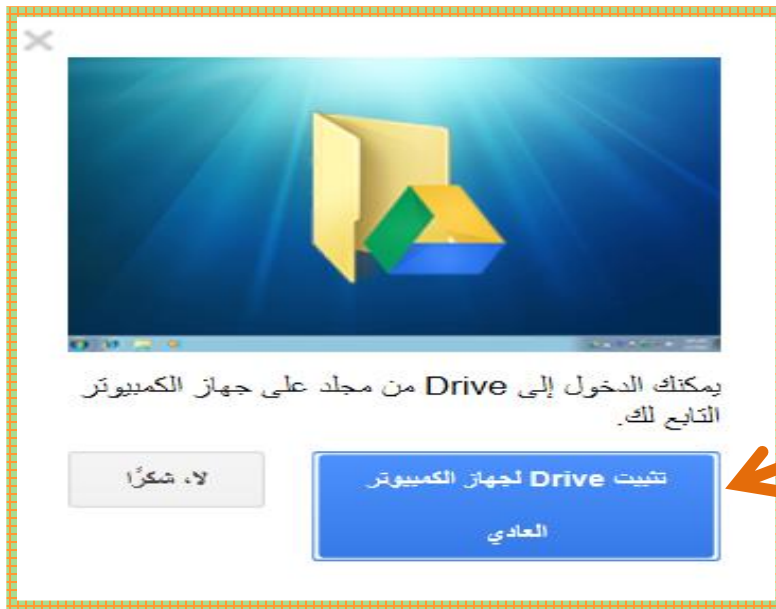 يمكنك الدخول إلى Drive من مجلد على جهاز الكمبيوتر
التابع لك.
تثبيت Drive لجهاز الكمبيوتر
العادي
لا، شكرًا